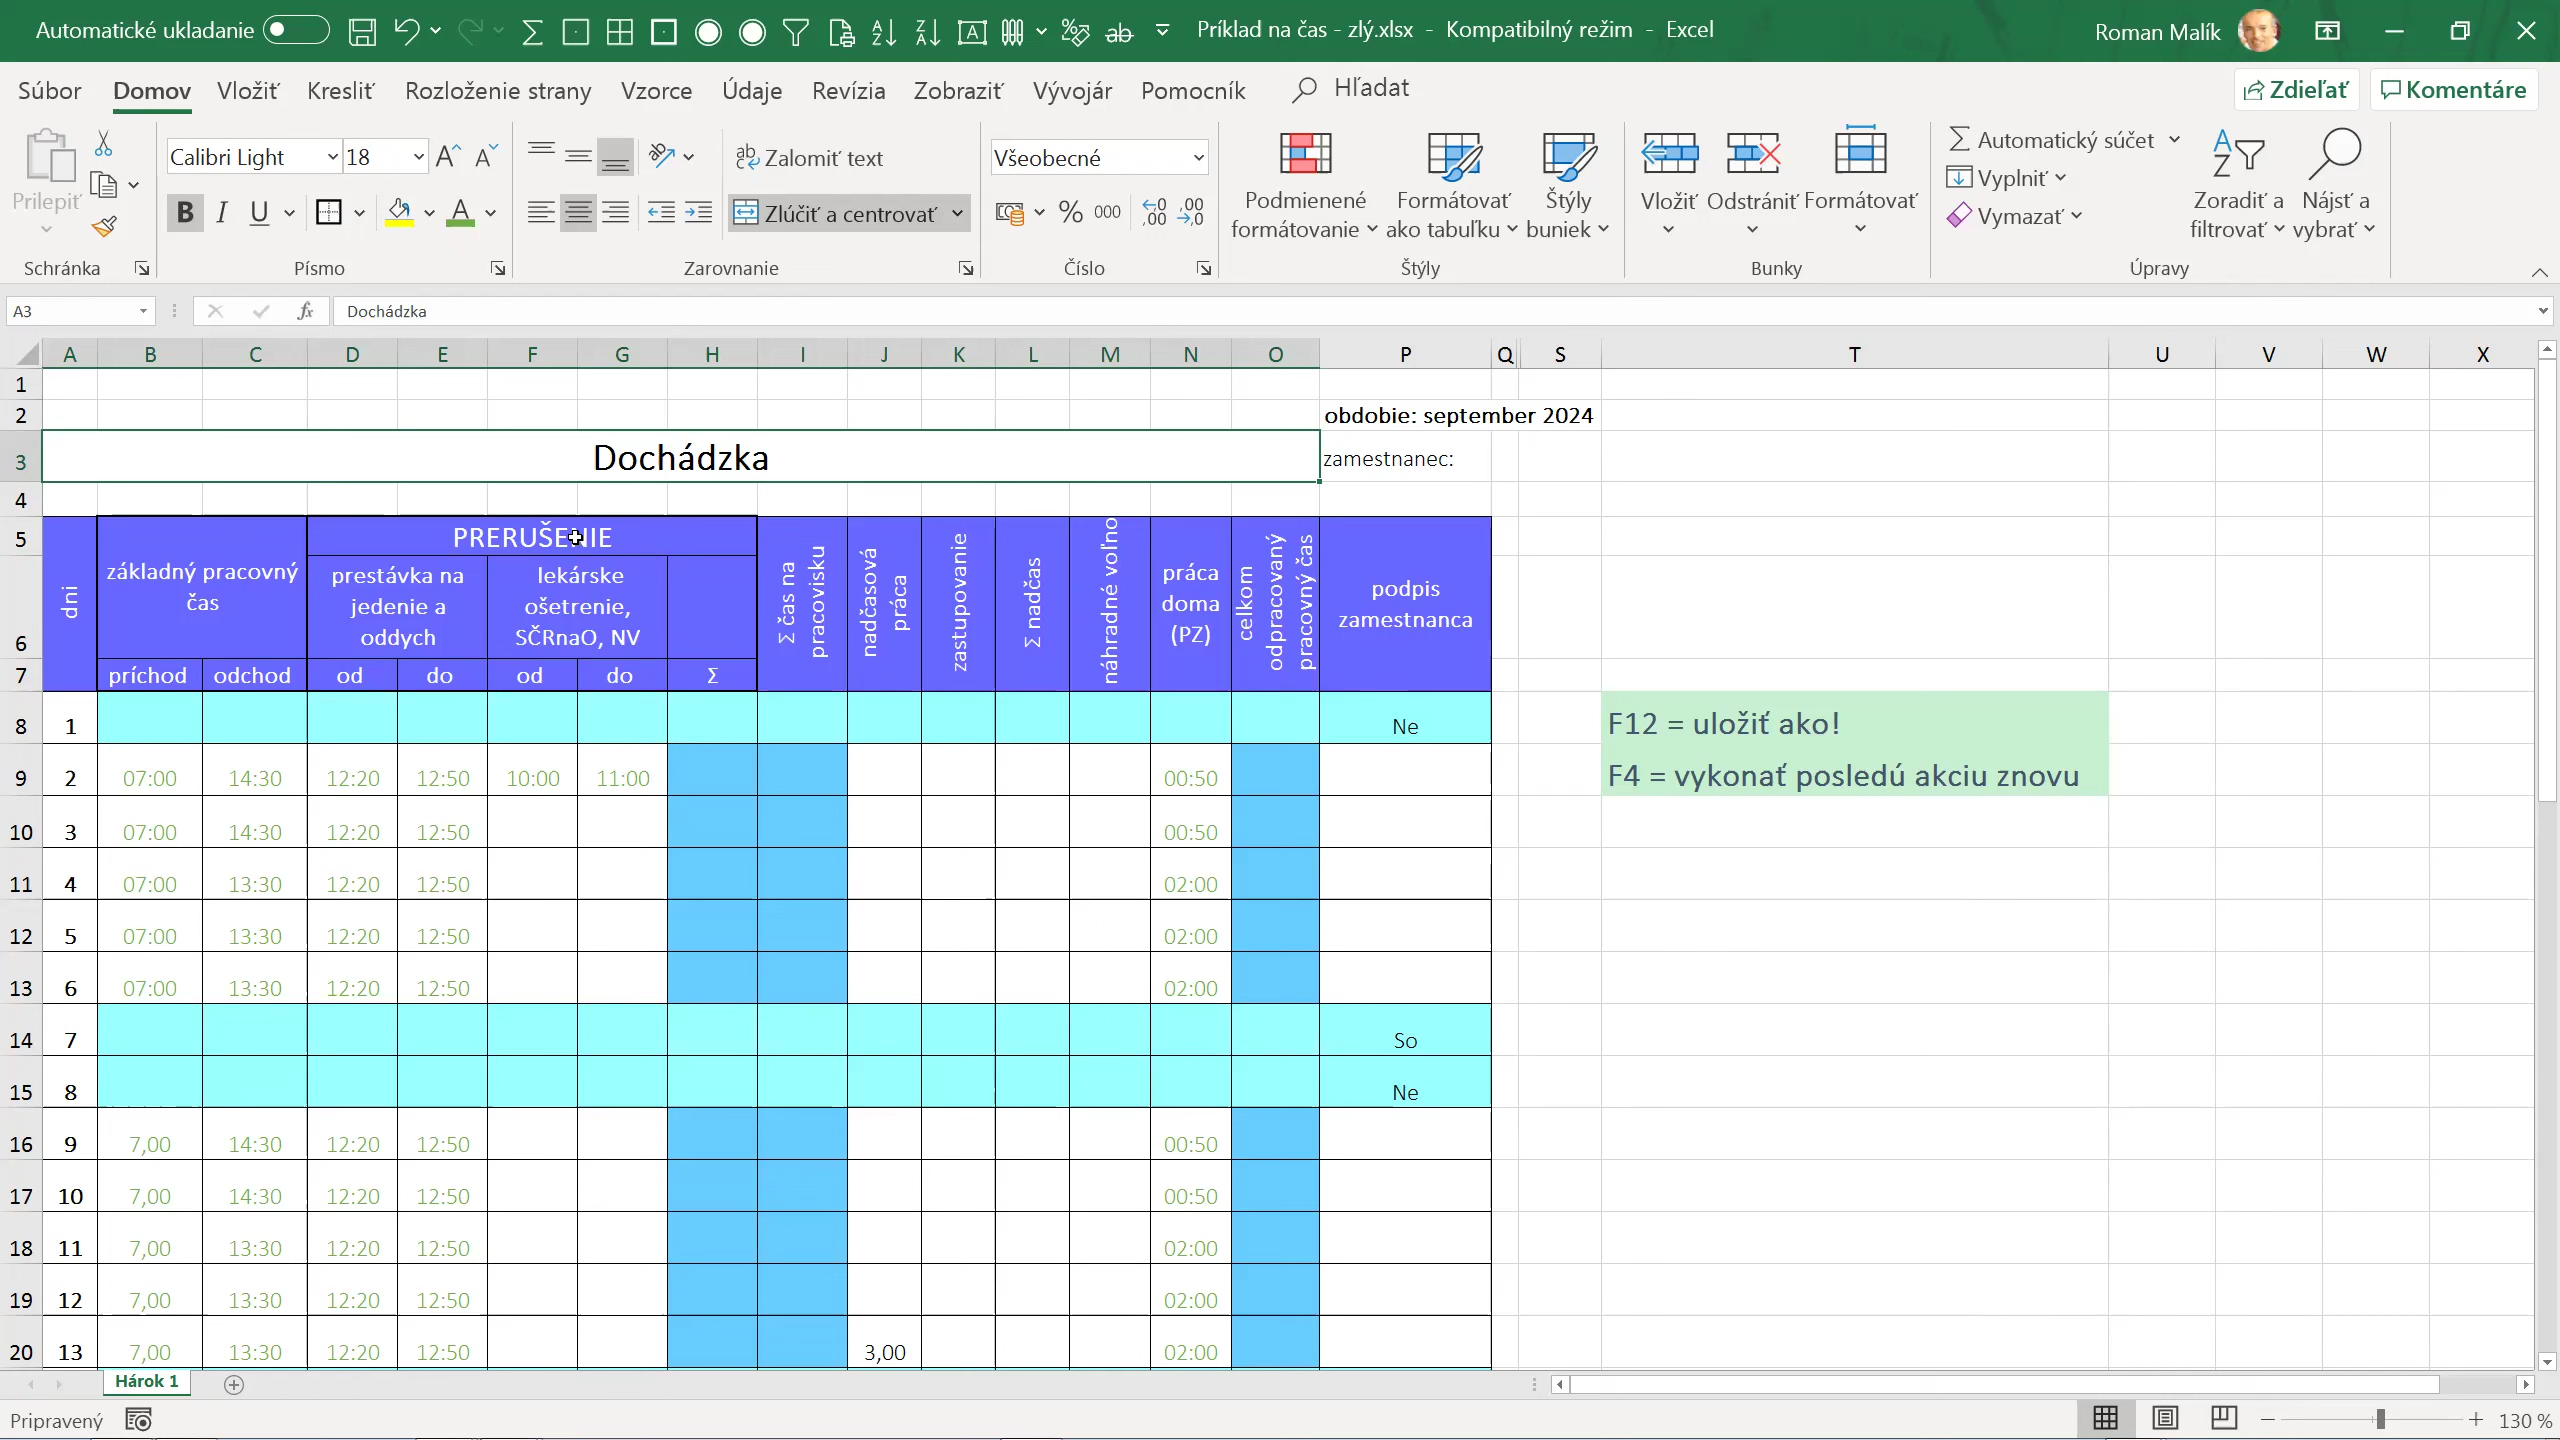 Automatické ukladanie
Príklad na čas - zlý.xlsx - Kompatibilný režim - Excel
Roman Malík
Súbor Domov Vložiť Kresliť Rozloženie strany Vzorce Údaje Revízia Zobraziť Vývojár Pomocník Hľadať Zdieľať Komentáre
Prilepiť
Calibri Light 18
Zalomiť text
Zlúčiť a centrovať
Všeobecné
% 000
Podmienené formátovanie
Formátovať ako tabuľku
Štýly buniek
Vložiť Odstrániť Formátovať
Automatický súčet
Vyplniť
Vymazať
Zoradiť a filtrovať
Nájsť a vybrať
Schránka Písmo Zarovnanie Číslo Štýly Bunky Úpravy
A3 fx Dochádzka
A B C D E F G H I J K L M N O P Q S T U V W X
1
2 obdobie: september 2024
3 Dochádzka zamestnanec:
4
5 PRERUŠENIE
6
7
dni
základný pracovný čas
prestávka na jedenie a oddych
lekárske ošetrenie, SČRnaO, NV
Σ čas na pracovisku
nadčasová práca
zastupovanie
Σ nadčas
náhradné voľno
práca doma (PZ)
celkom odpracovaný pracovný čas
podpis zamestnanca
príchod odchod od do od do Σ
8 1 Ne F12 = uložiť ako!
9 2 07:00 14:30 12:20 12:50 10:00 11:00 00:50 F4 = vykonať posledú akciu znovu
10 3 07:00 14:30 12:20 12:50 00:50
11 4 07:00 13:30 12:20 12:50 02:00
12 5 07:00 13:30 12:20 12:50 02:00
13 6 07:00 13:30 12:20 12:50 02:00
14 7 So
15 8 Ne
16 9 7,00 14:30 12:20 12:50 00:50
17 10 7,00 14:30 12:20 12:50 00:50
18 11 7,00 13:30 12:20 12:50 02:00
19 12 7,00 13:30 12:20 12:50 02:00
20 13 7,00 13:30 12:20 12:50 3,00 02:00
Hárok 1
Pripravený
130 %